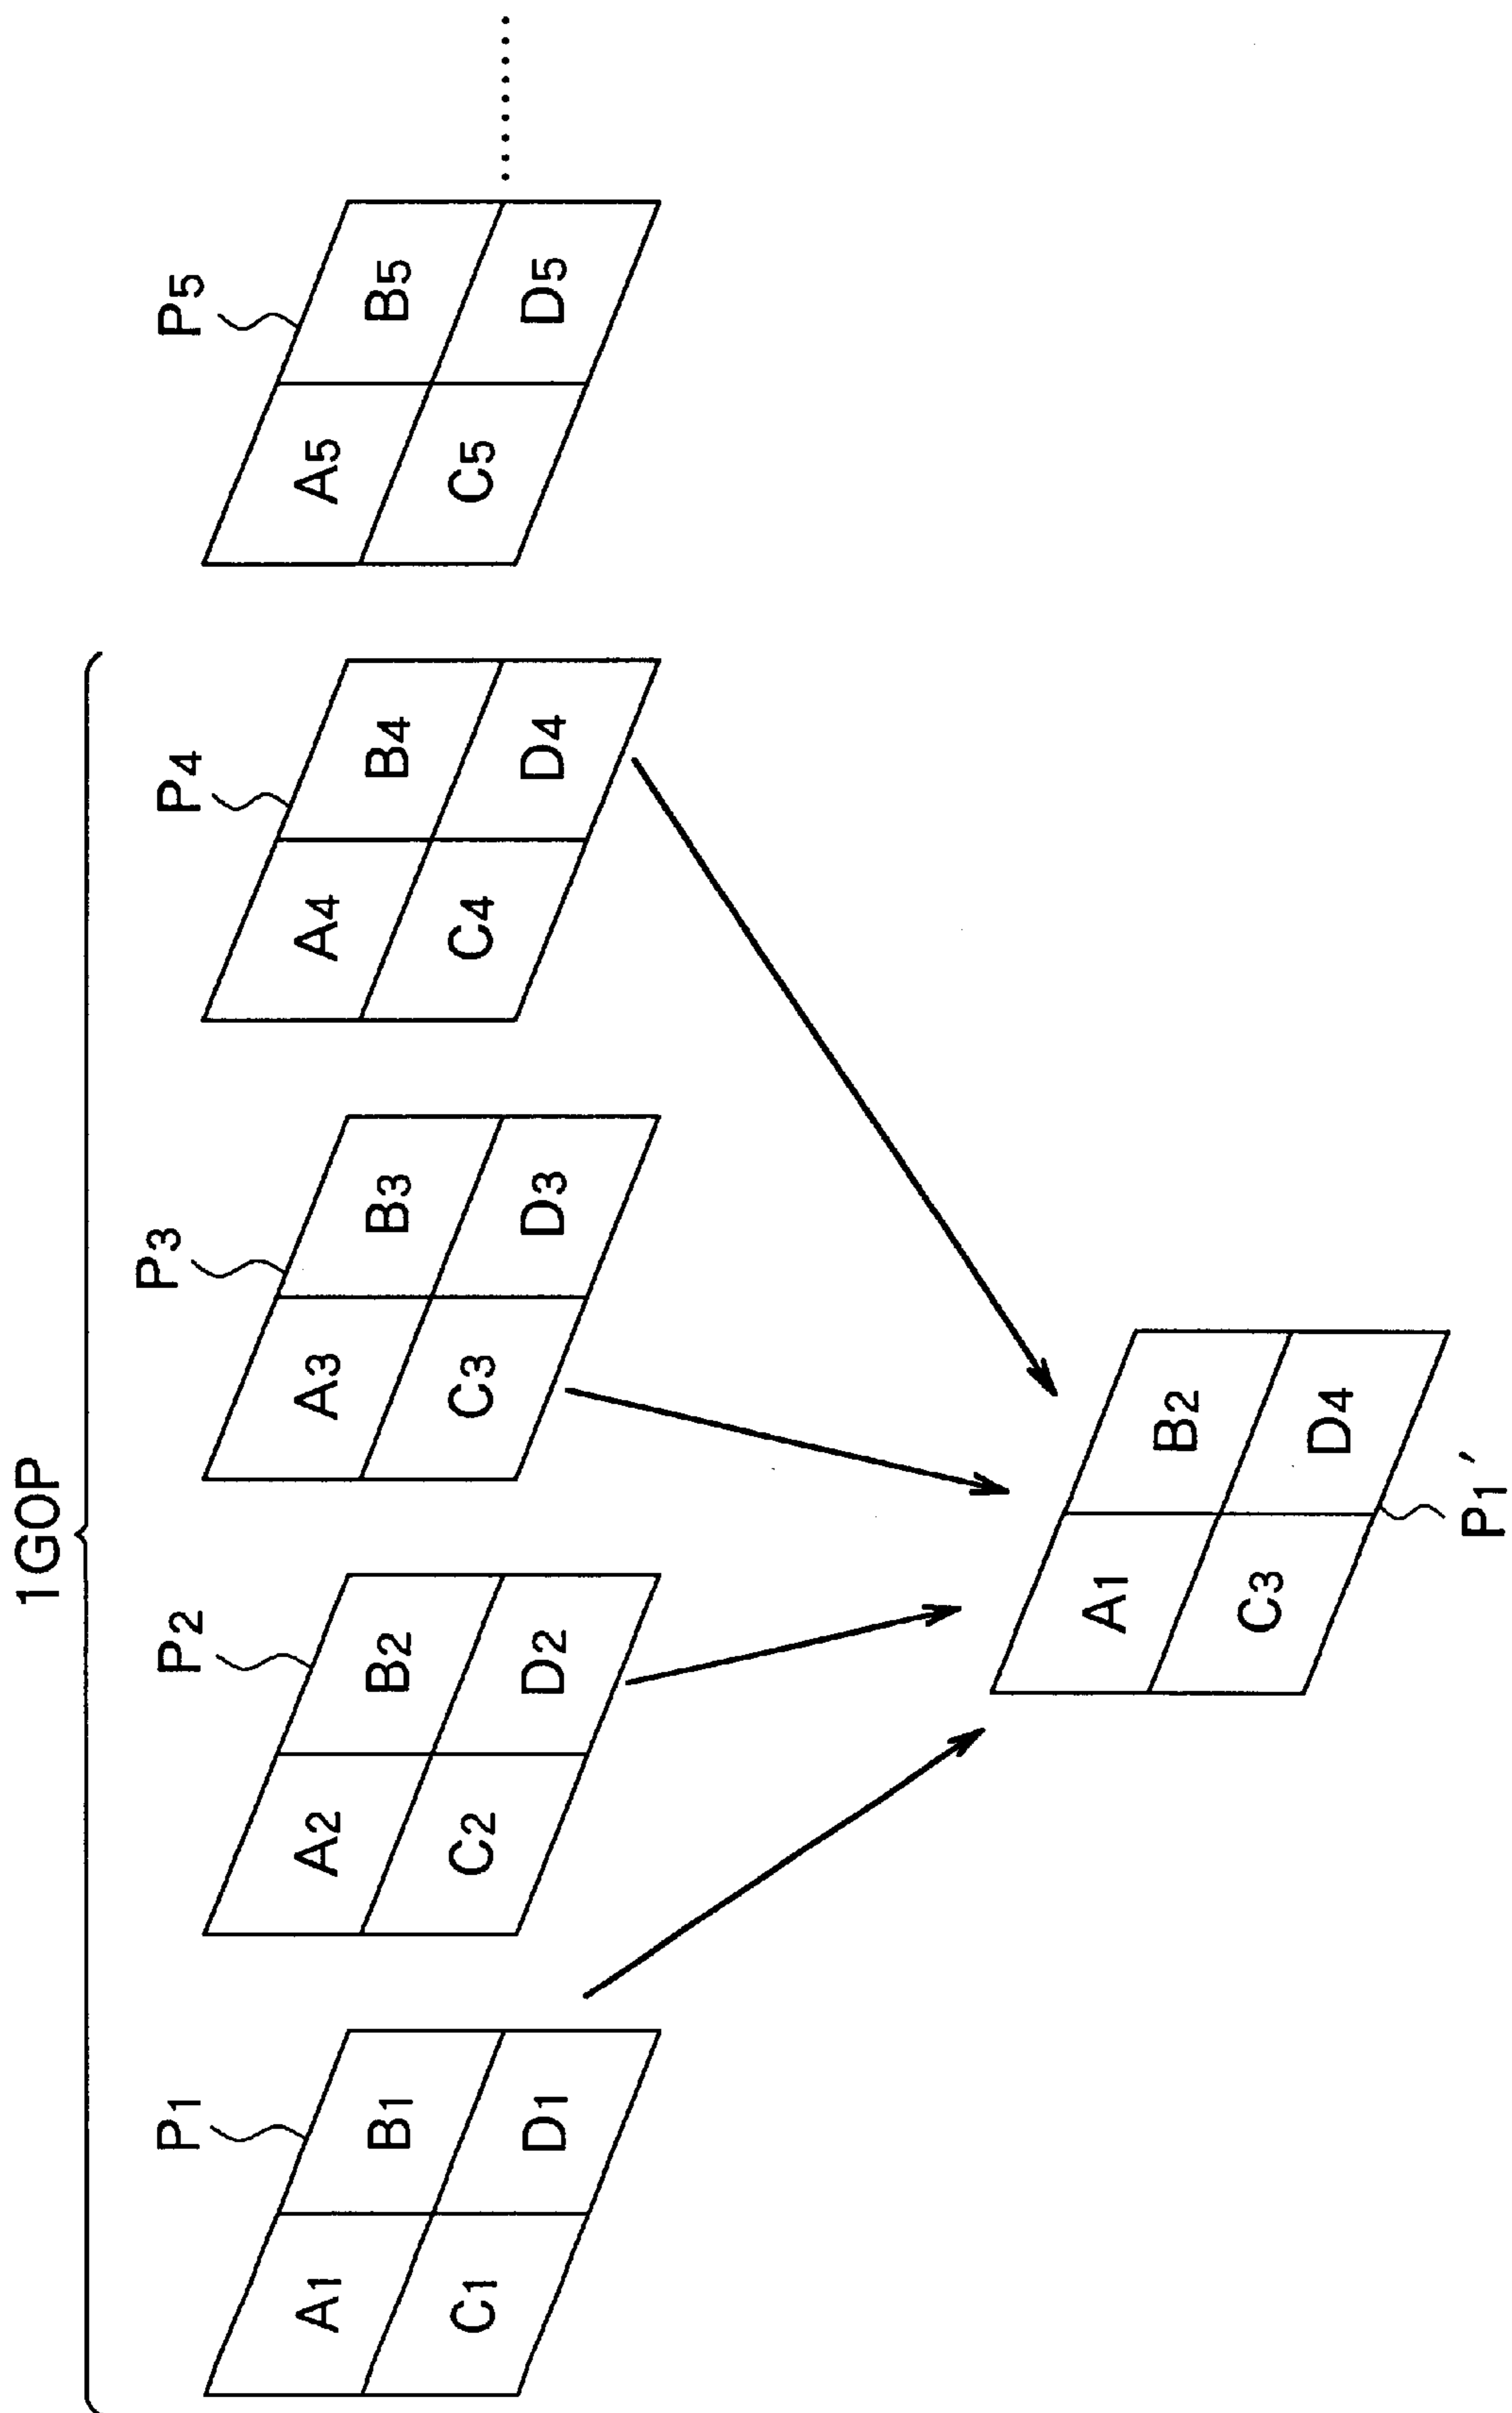 1GOP
P1
P2
P3
P4
P5
A1 B1
C1 D1
A2 B2
C2 D2
A3 B3
C3 D3
A4 B4
C4 D4
A5 B5
C5 D5
.........
A1 B2
C3 D4
P1'